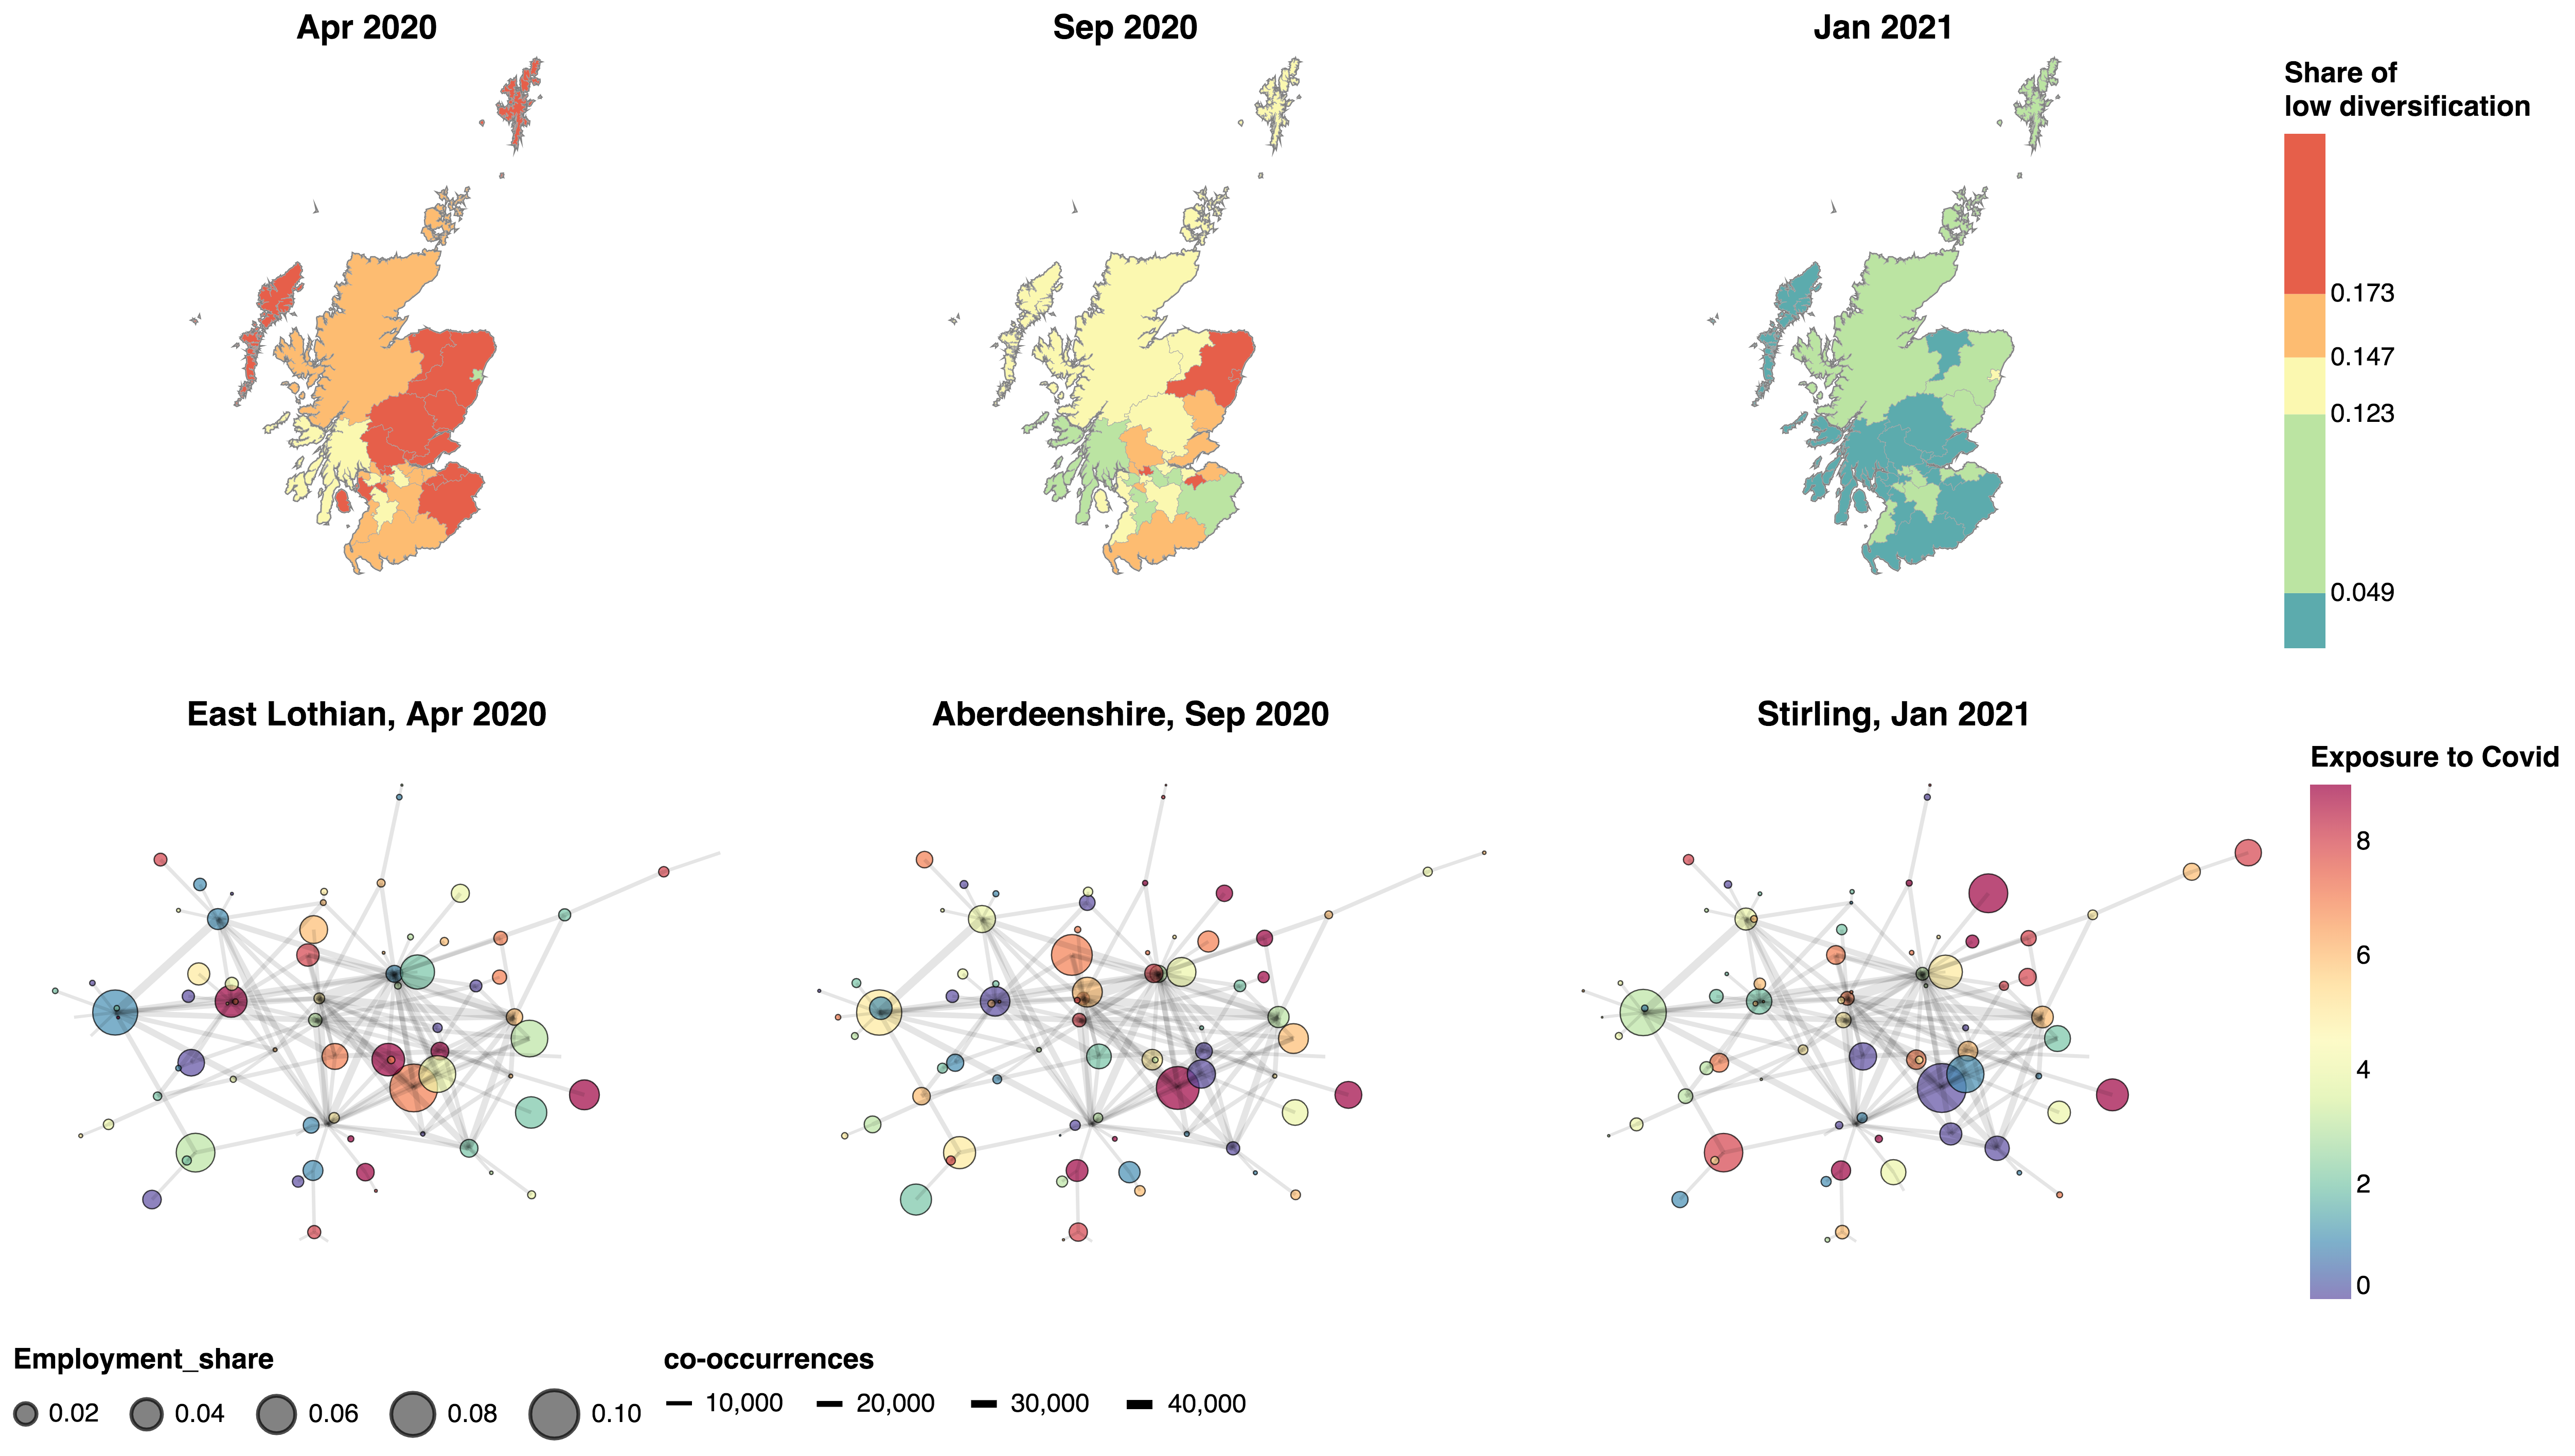 Apr 2020
Sep 2020
Jan 2021
Share of
low diversification
0.173
0.147
0.123
0.049
East Lothian, Apr 2020
Aberdeenshire, Sep 2020
Stirling, Jan 2021
Exposure to Covid
8
6
4
2
0
Employment_share
0.02 0.04 0.06 0.08 0.10
co-occurrences
10,000 20,000 30,000 40,000